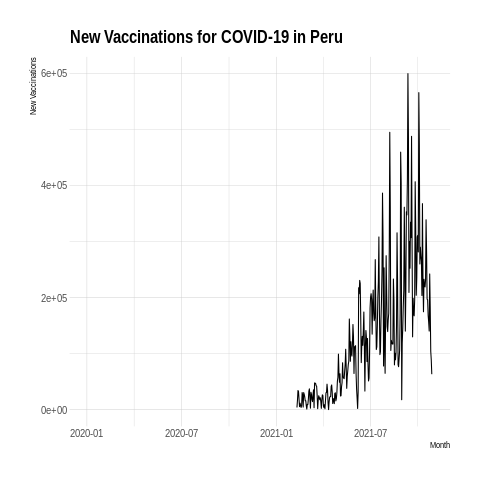 New Vaccinations for COVID-19 in Peru
New Vaccinations
6e+05
4e+05
2e+05
0e+00
2020-01 2020-07 2021-01 2021-07
Month